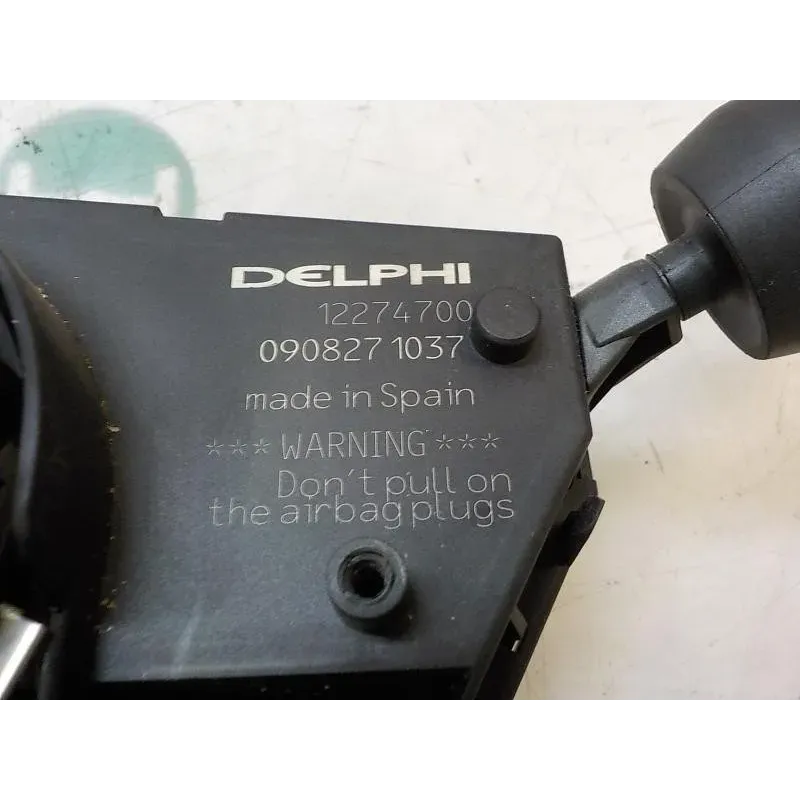 DELPHI
12274700
090827 1037
made in Spain
*** WARNING ***
Don't pull on
the airbag plugs